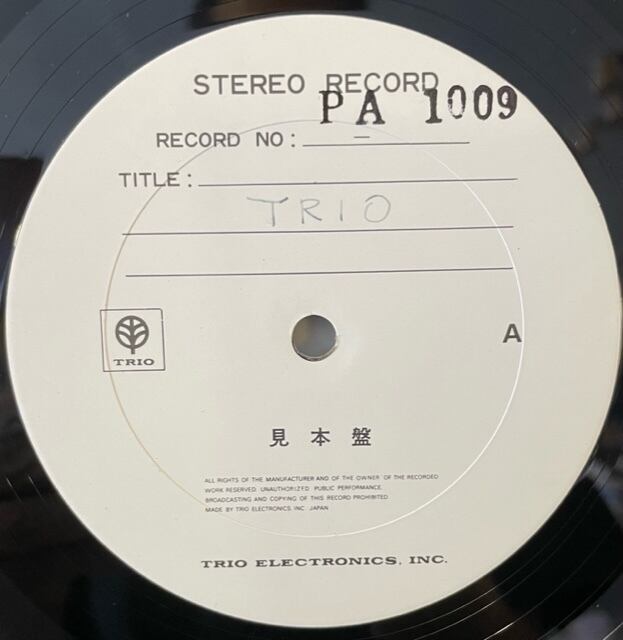 STEREO RECORD
PA 1009
RECORD NO :
TITLE :
TRIO
TRIO
A
見本盤
ALL RIGHTS OF THE MANUFACTURER AND OF THE OWNER OF THE RECORDED
WORK RESERVED. UNAUTHORIZED PUBLIC PERFORMANCE.
BROADCASTING AND COPYING OF THIS RECORD PROHIBITED
MADE BY TRIO ELECTRONICS, INC. JAPAN
TRIO ELECTRONICS, INC.